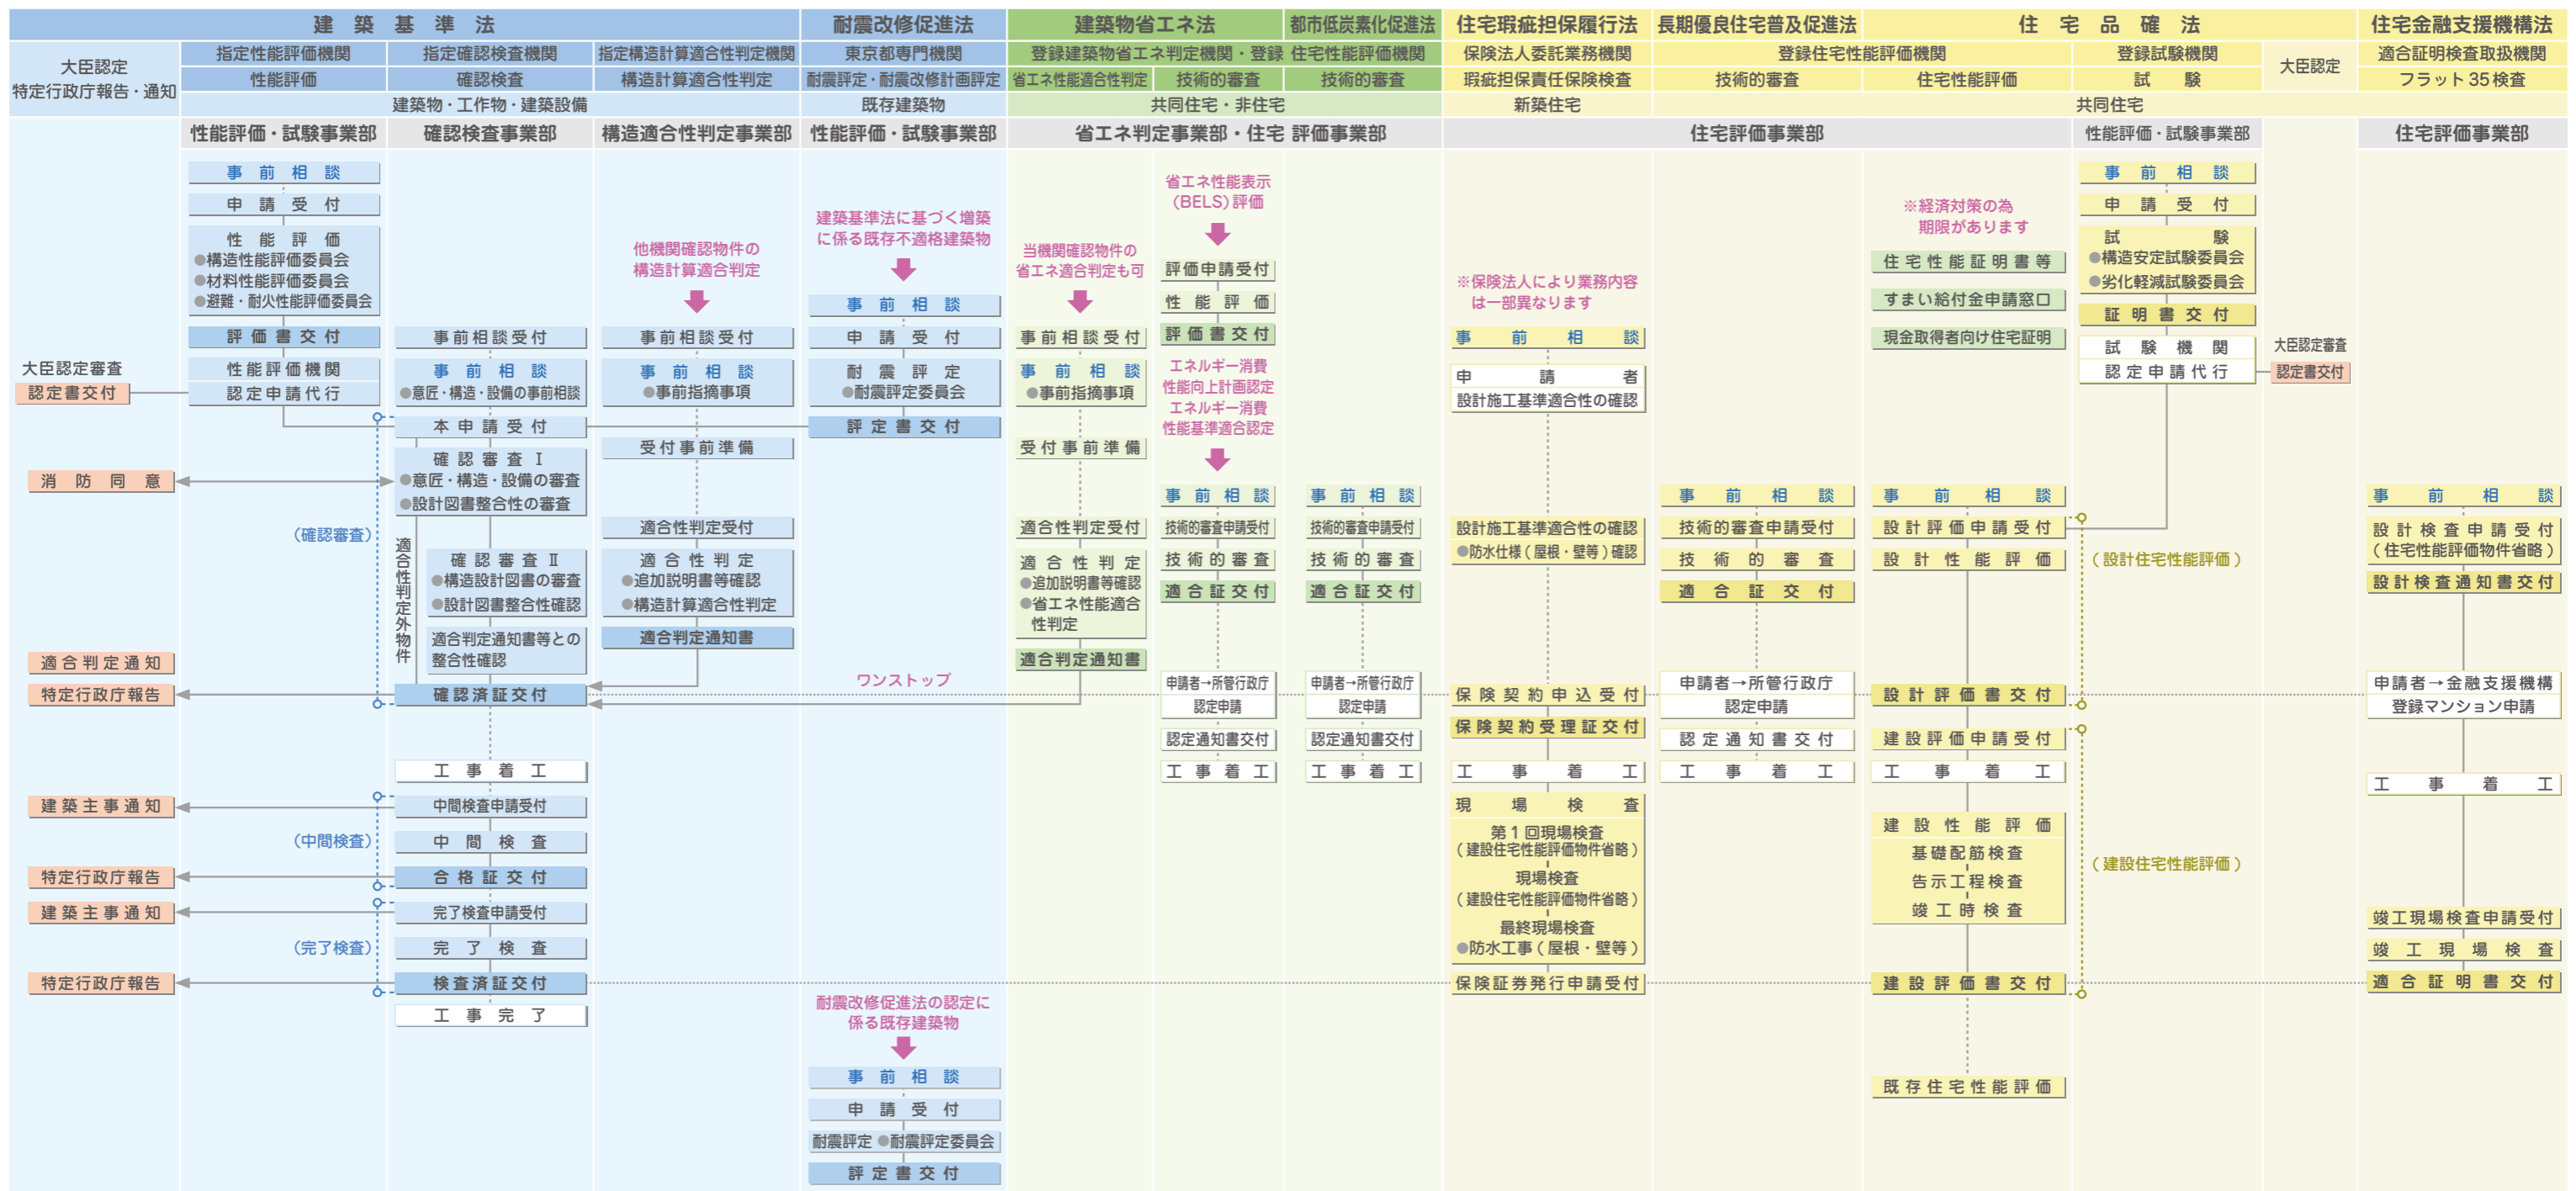 建築基準法
耐震改修促進法
建築物省エネ法
都市低炭素化促進法
住宅瑕疵担保履行法
長期優良住宅普及促進法
住宅品確法
住宅金融支援機構法
大臣認定
特定行政庁報告・通知
指定性能評価機関
指定確認検査機関
指定構造計算適合性判定機関
東京都専門機関
登録建築物省エネ判定機関・登録 住宅性能評価機関
保険法人委託業務機関
登録住宅性能評価機関
登録試験機関
大臣認定
適合証明検査取扱機関
性能評価
確認検査
構造計算適合性判定
耐震評定・耐震改修計画評定
省エネ性能適合性判定
技術的審査
技術的審査
瑕疵担保責任保険検査
技術的審査
住宅性能評価
試験
フラット35検査
建築物・工作物・建築設備
既存建築物
共同住宅・非住宅
新築住宅
共同住宅
性能評価・試験事業部
確認検査事業部
構造適合性判定事業部
性能評価・試験事業部
省エネ判定事業部・住宅 評価事業部
住宅評価事業部
性能評価・試験事業部
住宅評価事業部
大臣認定審査
認定書交付
消防同意
適合判定通知
特定行政庁報告
建築主事通知
特定行政庁報告
建築主事通知
特定行政庁報告
事前相談
申請受付
性能評価
●構造性能評価委員会
●材料性能評価委員会
●避難・耐火性能評価委員会
評価書交付
性能評価機関
認定申請代行
(確認審査)
(中間検査)
(完了検査)
事前相談受付
事前相談
●意匠・構造・設備の事前相談
本申請受付
確認審査Ⅰ
●意匠・構造・設備の審査
●設計図書整合性の審査
適合性判定外物件
確認審査Ⅱ
●構造設計図書の審査
●設計図書整合性確認
適合判定通知書等との
整合性確認
確認済証交付
工事着工
中間検査申請受付
中間検査
合格証交付
完了検査申請受付
完了検査
検査済証交付
工事完了
他機関確認物件の
構造計算適合判定
事前相談受付
事前相談
●事前指摘事項
受付事前準備
適合性判定受付
適合性判定
●追加説明書等確認
●構造計算適合性判定
適合判定通知書
建築基準法に基づく増築
に係る既存不適格建築物
事前相談
申請受付
耐震評定
●耐震評定委員会
評定書交付
ワンストップ
耐震改修促進法の認定に
係る既存建築物
事前相談
申請受付
耐震評定 ●耐震評定委員会
評定書交付
当機関確認物件の
省エネ適合判定も可
事前相談受付
事前相談
●事前指摘事項
受付事前準備
適合性判定受付
適合性判定
●追加説明書等確認
●省エネ性能適合
性判定
適合判定通知書
省エネ性能表示
(BELS)評価
評価申請受付
性能評価
評価書交付
エネルギー消費
性能向上計画認定
エネルギー消費
性能基準適合認定
事前相談
技術的審査申請受付
技術的審査
適合証交付
申請者→所管行政庁
認定申請
認定通知書交付
工事着工
事前相談
技術的審査申請受付
技術的審査
適合証交付
申請者→所管行政庁
認定申請
認定通知書交付
工事着工
※保険法人により業務内容
は一部異なります
事前相談
申請者
設計施工基準適合性の確認
設計施工基準適合性の確認
●防水仕様(屋根・壁等)確認
保険契約申込受付
保険契約受理証交付
工事着工
現場検査
第1回現場検査
(建設住宅性能評価物件省略)
現場検査
(建設住宅性能評価物件省略)
最終現場検査
●防水工事(屋根・壁等)
保険証券発行申請受付
事前相談
技術的審査申請受付
技術的審査
適合証交付
申請者→所管行政庁
認定申請
認定通知書交付
工事着工
※経済対策の為
期限があります
住宅性能証明書等
すまい給付金申請窓口
現金取得者向け住宅証明
事前相談
設計評価申請受付
設計性能評価
設計評価書交付
建設評価申請受付
工事着工
建設性能評価
基礎配筋検査
告示工程検査
竣工時検査
建設評価書交付
既存住宅性能評価
事前相談
申請受付
試験
●構造安定試験委員会
●劣化軽減試験委員会
証明書交付
試験機関
認定申請代行
(設計住宅性能評価)
(建設住宅性能評価)
大臣認定審査
認定書交付
事前相談
設計検査申請受付
(住宅性能評価物件省略)
設計検査通知書交付
申請者→金融支援機構
登録マンション申請
工事着工
竣工現場検査申請受付
竣工現場検査
適合証明書交付